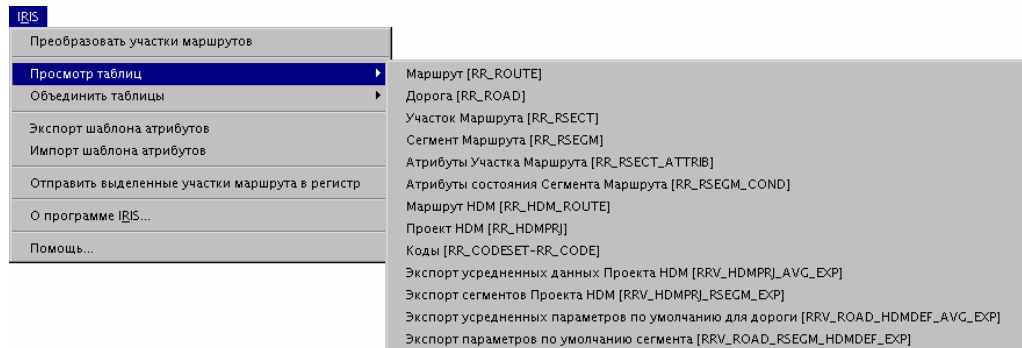 IRIS
Преобразовать участки маршрутов
Просмотр таблиц
Объединить таблицы
Экспорт шаблона атрибутов
Импорт шаблона атрибутов
Отправить выделенные участки маршрута в регистр
О программе IRIS...
Помощь...
Маршрут [RR_ROUTE]
Дорога [RR_ROAD]
Участок Маршрута [RR_RSECT]
Сегмент Маршрута [RR_RSEGM]
Атрибуты Участка Маршрута [RR_RSECT_ATTRIB]
Атрибуты состояния Сегмента Маршрута [RR_RSEGM_COND]
Маршрут HDM [RR_HDM_ROUTE]
Проект HDM [RR_HDMPRJ]
Коды [RR_CODESET-RR_CODE]
Экспорт усредненных данных Проекта HDM [RRV_HDMPRJ_AVG_EXP]
Экспорт сегментов Проекта HDM [RRV_HDMPRJ_RSEGM_EXP]
Экспорт усредненных параметров по умолчанию для дороги [RRV_ROAD_HDMDEF_AVG_EXP]
Экспорт параметров по умолчанию сегмента [RRV_ROAD_RSEGM_HDMDEF_EXP]